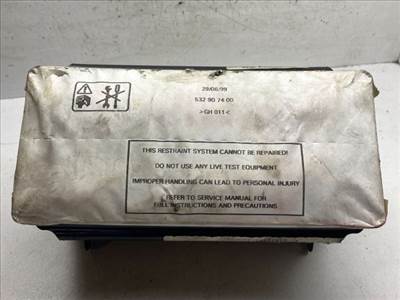 29/06/99
532 90 74 00
>GH 011<
THIS RESTRAINT SYSTEM CANNOT BE REPAIRED!
DO NOT USE ANY LIVE TEST EQUIPMENT
IMPROPER HANDLING CAN LEAD TO PERSONAL INJURY
REFER TO SERVICE MANUAL FOR
FULL INSTRUCTIONS AND PRECAUTIONS